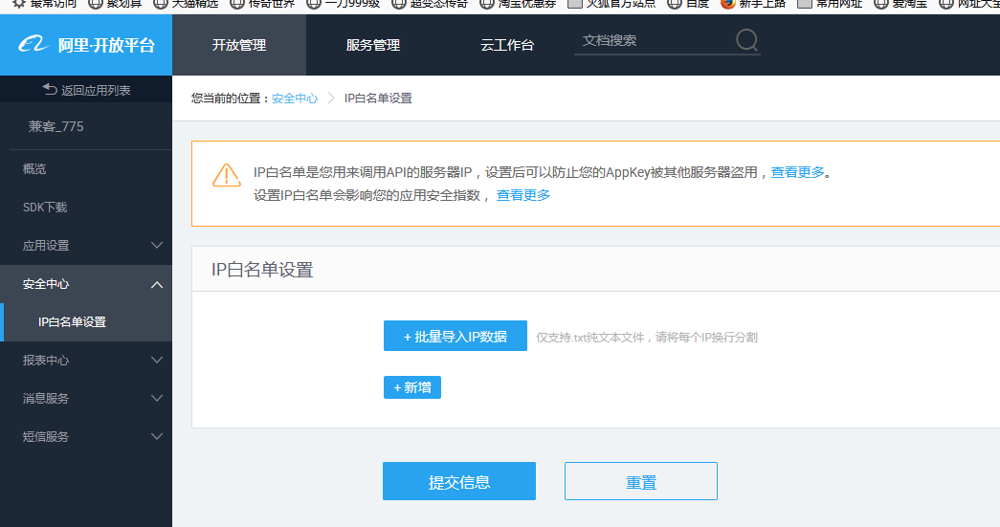 最常访问 聚划算 天猫精选 传奇世界 一刀999级 超变态传奇 淘宝优惠券 火狐官方站点 百度 新手上路 常用网址 爱淘宝 网址大全
阿里·开放平台 开放管理 服务管理 云工作台 文档搜索
返回应用列表
兼客_775
概览
SDK下载
应用设置
安全中心
IP白名单设置
报表中心
消息服务
短信服务
您当前的位置：安全中心 IP白名单设置
IP白名单是您用来调用API的服务器IP，设置后可以防止您的AppKey被其他服务器盗用，查看更多。
设置IP白名单会影响您的应用安全指数， 查看更多
IP白名单设置
+ 批量导入IP数据 仅支持.txt纯文本文件，请将每个IP换行分割
+ 新增
提交信息 重置